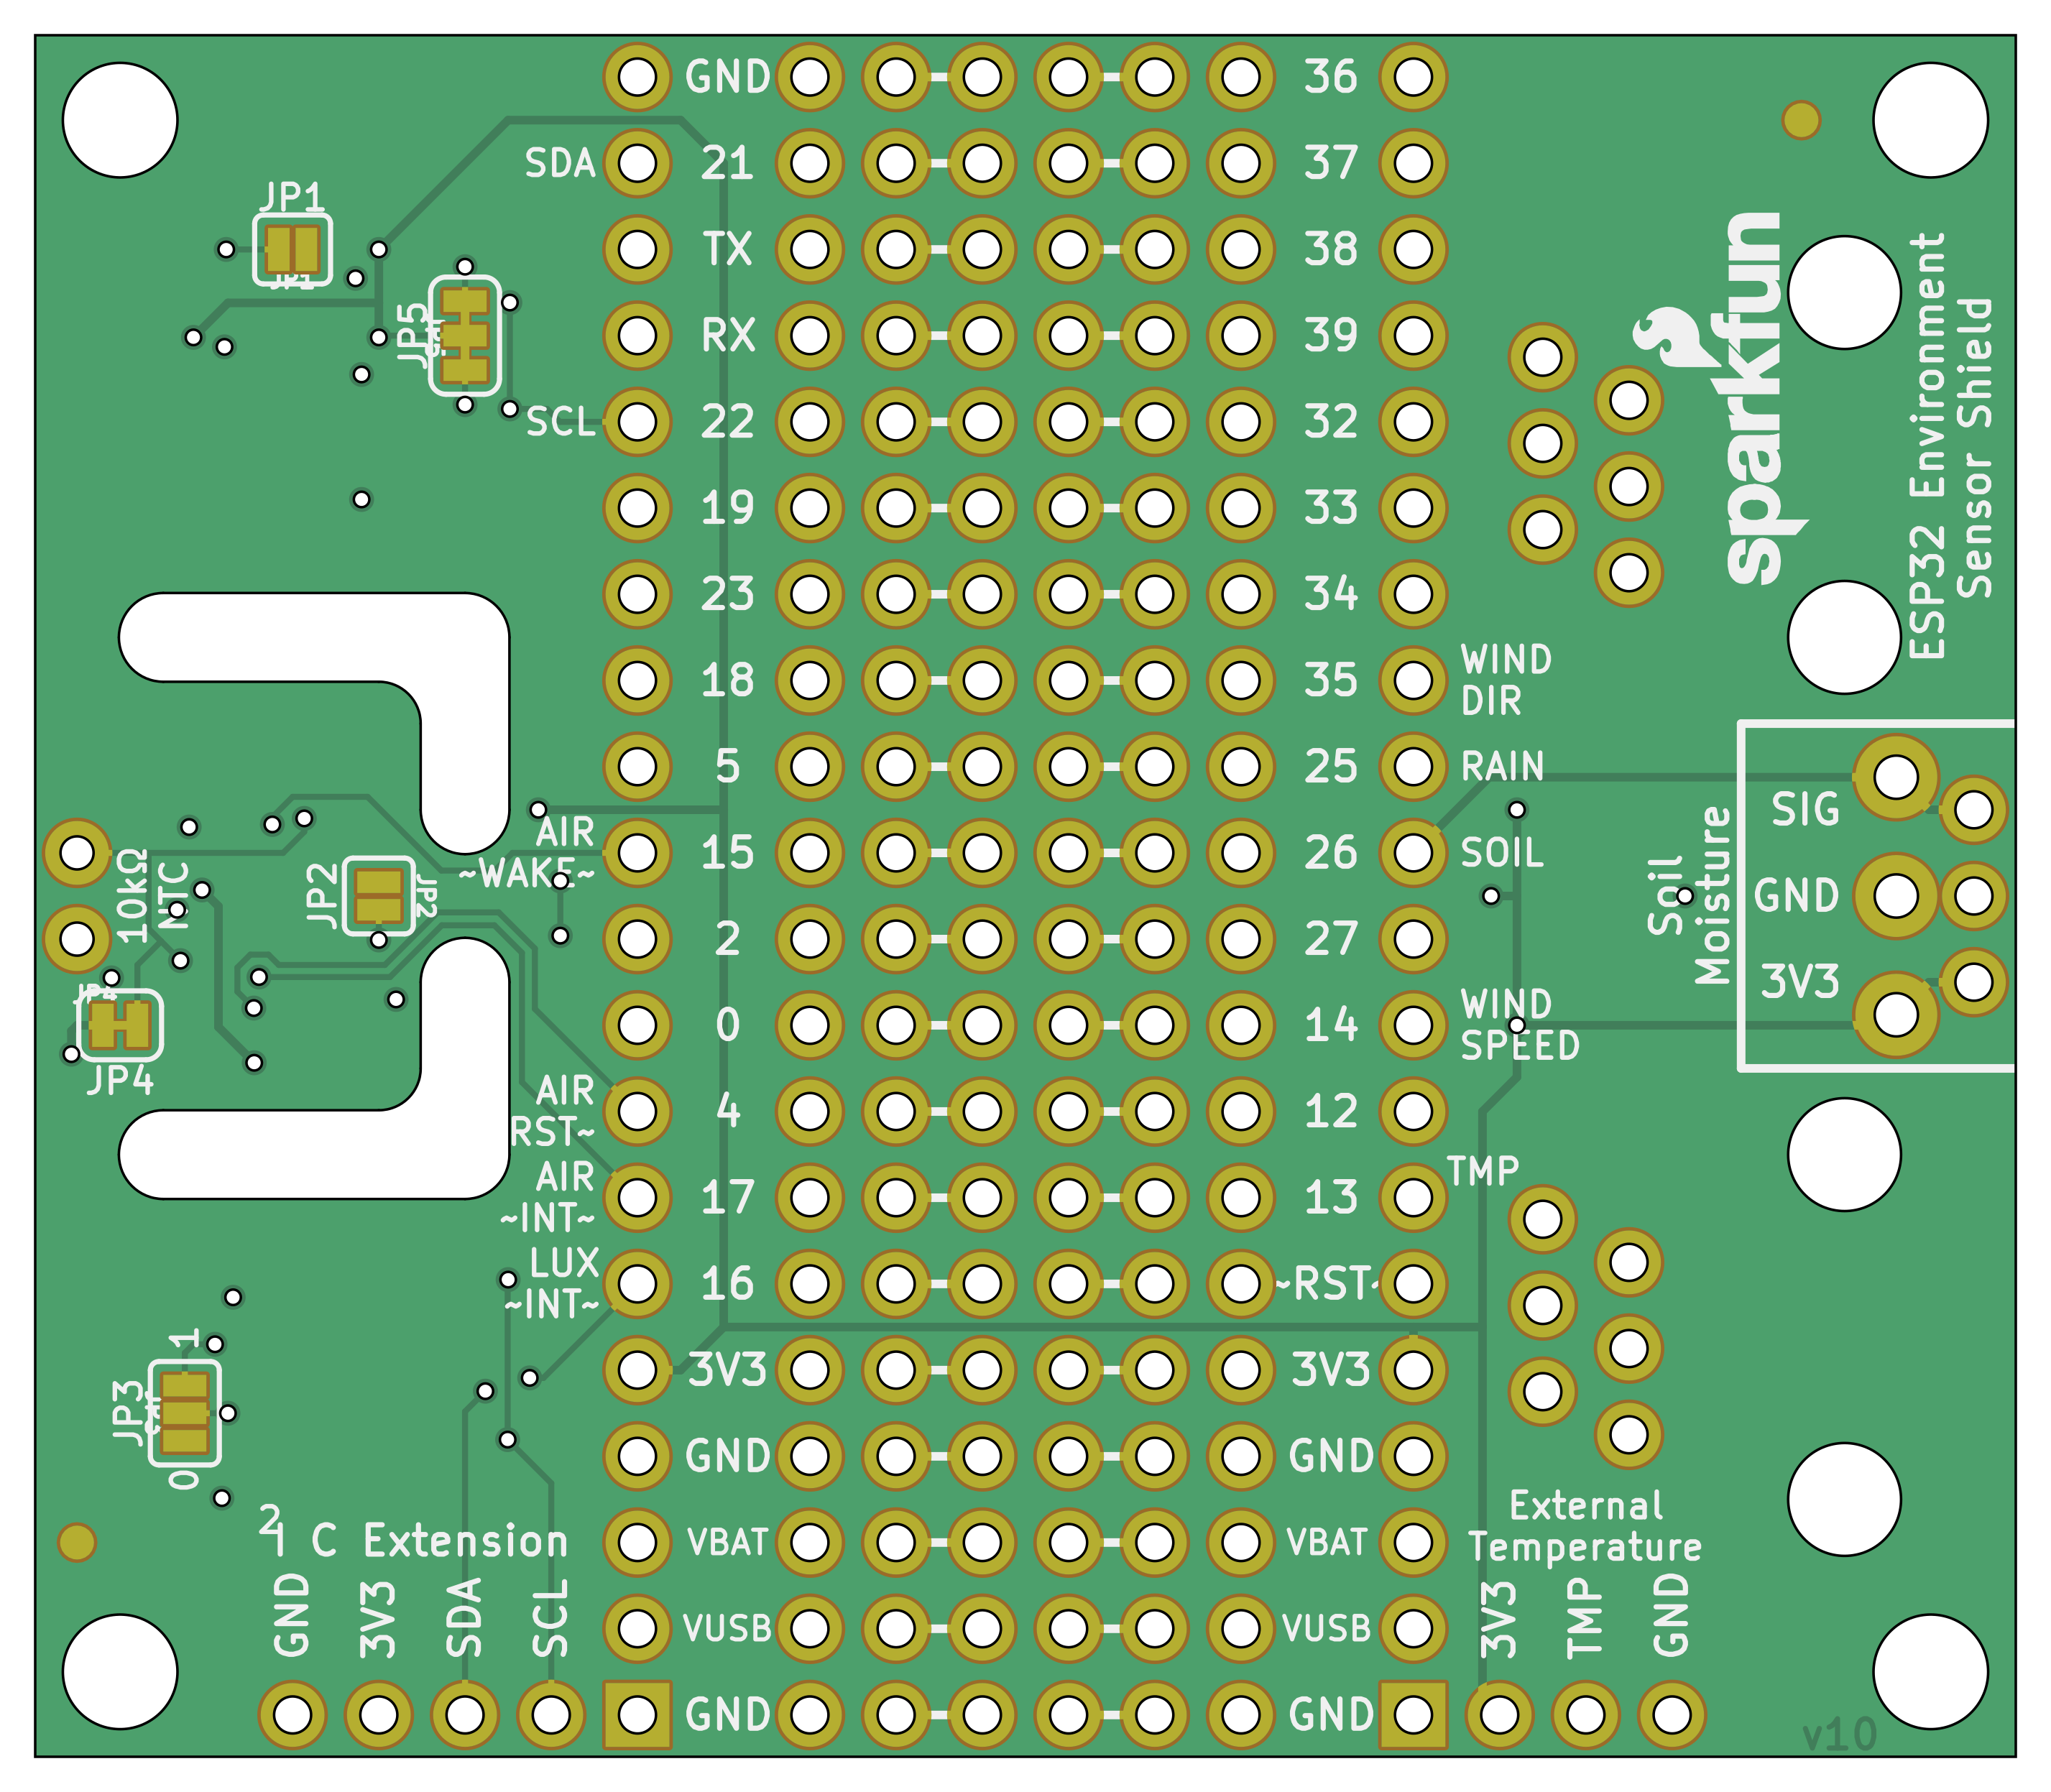 GND
36
SDA
21
37
JP1
TX
38
JP5
RX
39
SCL
22
32
19
33
23
34
sparkfun
ESP32 Environment
Sensor Shield
18
35
WIND
DIR
5
25
RAIN
AIR
~WAKE~
15
26
SOIL
10kΩ
NTC
JP2
JP2
2
27
Soil
Moisture
SIG
GND
3V3
JP4
JP4
0
14
WIND
SPEED
AIR
RST~
4
12
AIR
~INT~
17
13
TMP
LUX
~INT~
16
~RST~
1
JP3
0
3V3
3V3
GND
GND
I²C Extension
VBAT
VBAT
External
Temperature
GND
3V3
SDA
SCL
VUSB
VUSB
3V3
TMP
GND
GND
GND
v10